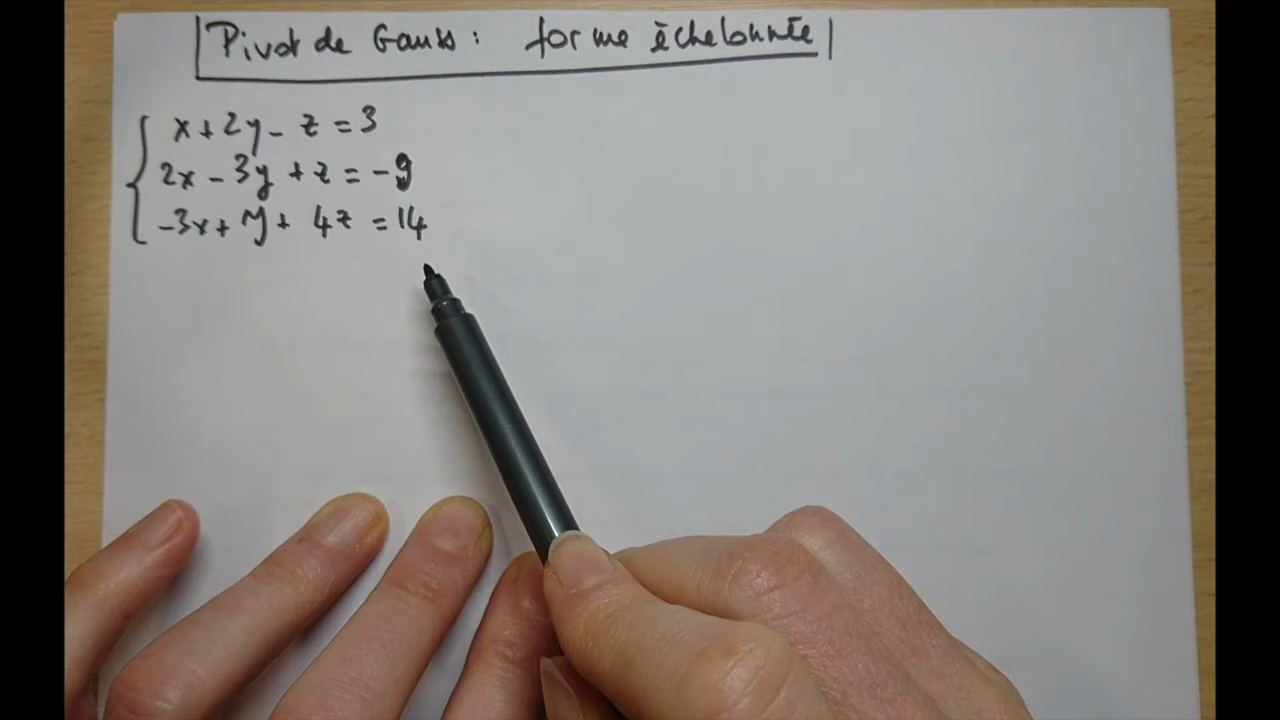 Pivot de Gauss : forme échelonnée
x + 2y - z = 3
2x - 3y + z = -9
-3x + y + 4z = 14